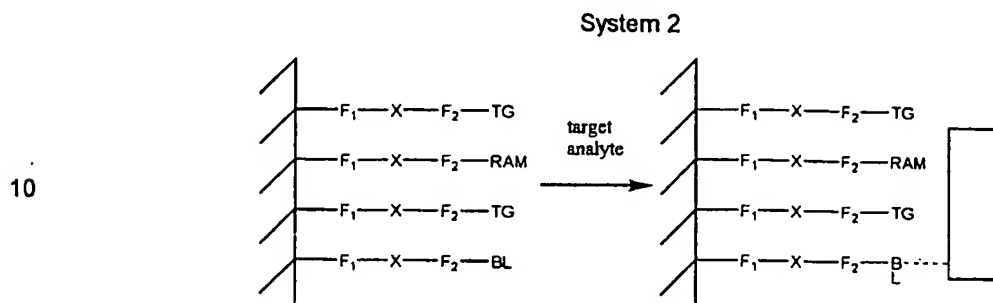 System 2
F₁—X—F₂—TG F₁—X—F₂—TG
target
analyte
F₁—X—F₂—RAM F₁—X—F₂—RAM
10
F₁—X—F₂—TG F₁—X—F₂—TG
F₁—X—F₂—BL F₁—X—F₂—B
L